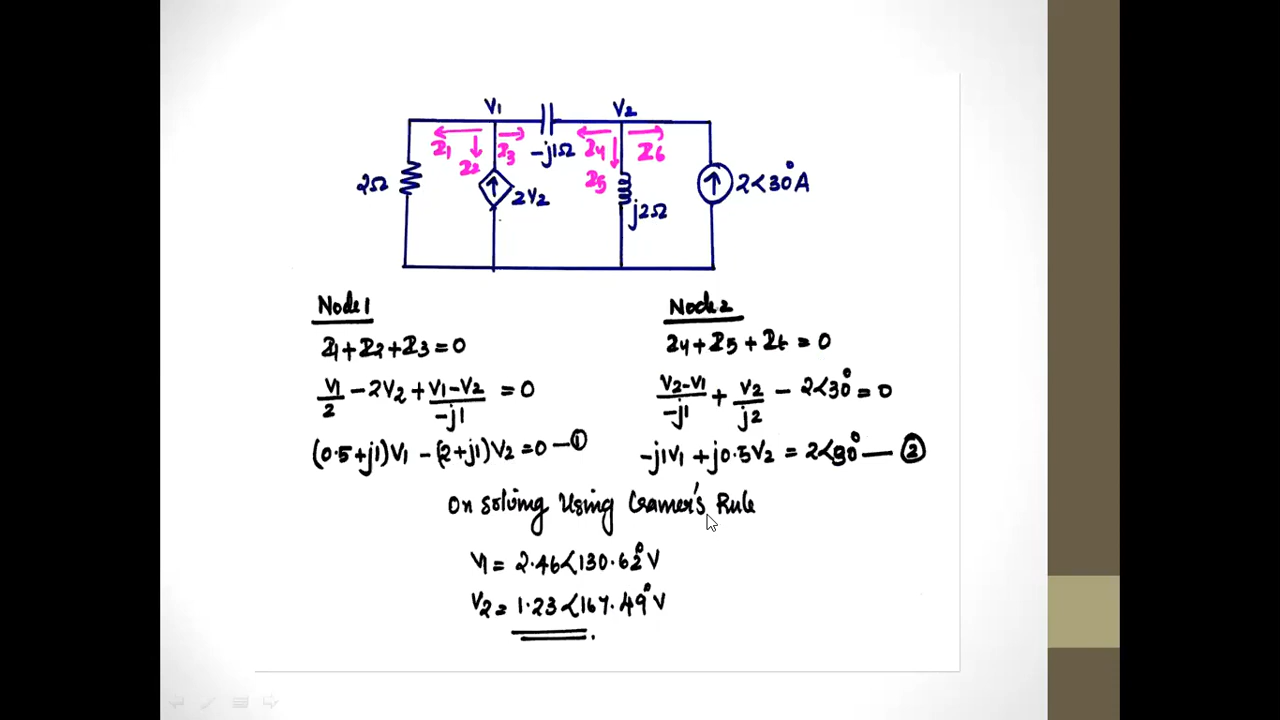 V1 V2
I1 I2 I3 -j1Ω I4 I5 I6
2Ω 2V2 j2Ω 2<30°A
Node1
I1+I2+I3=0
V1/2 - 2V2 + (V1-V2)/-j1 = 0
(0.5+j1)V1 - (2+j1)V2 = 0 — ①
Node2
I4+I5+I6 = 0
(V2-V1)/-j1 + V2/j2 - 2<30° = 0
-j1V1 + j0.5V2 = 2<30° — ②
On solving Using Cramer's Rule
V1 = 2.46<130.62° V
V2 = 1.23<167.49° V